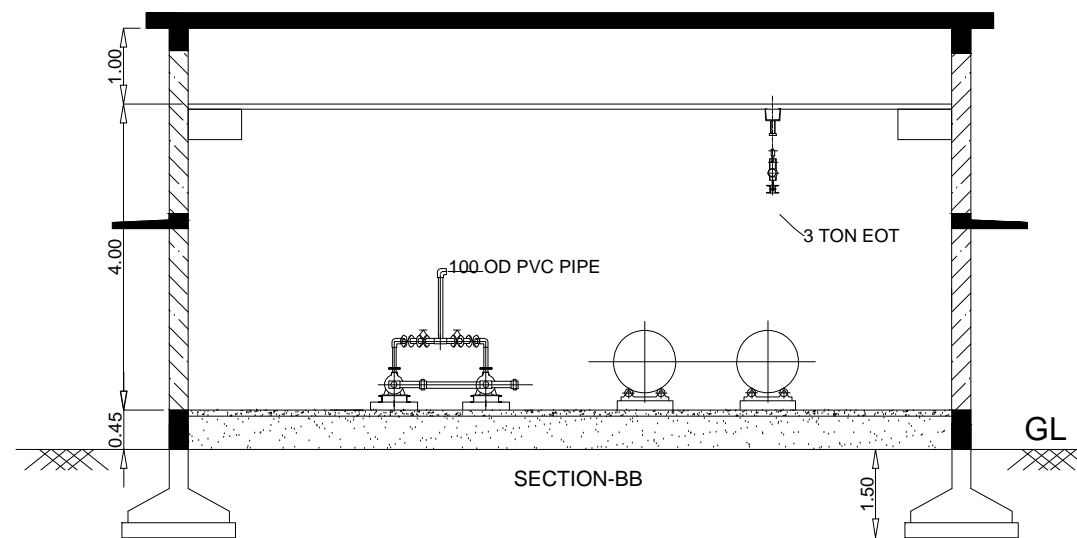 1.00
3 TON EOT
4.00
100 OD PVC PIPE
0.45
GL
SECTION-BB
1.50